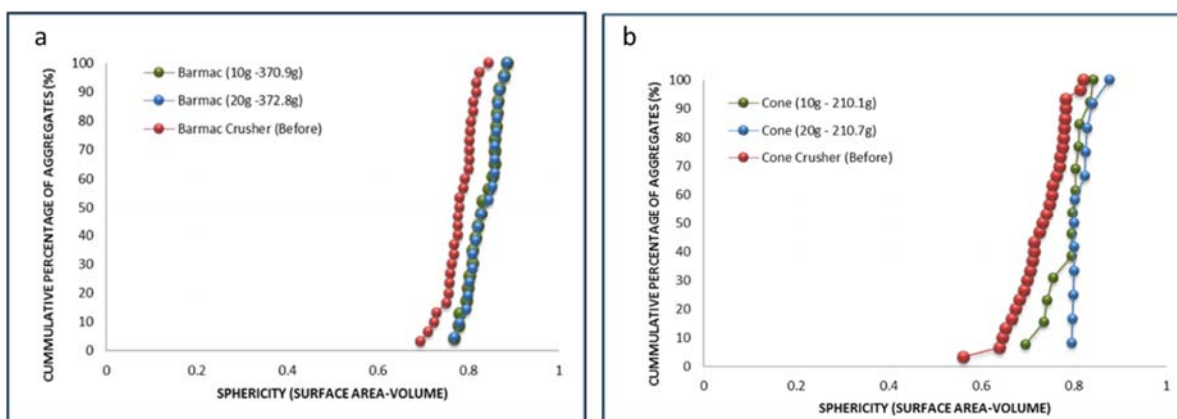 a
CUMMULATIVE PERCENTAGE OF AGGREGATES (%)
100
90
80
70
60
50
40
30
20
10
0
Barmac (10g -370.9g)
Barmac (20g -372.8g)
Barmac Crusher (Before)
0 0.2 0.4 0.6 0.8 1
SPHERICITY (SURFACE AREA-VOLUME)
b
CUMMULATIVE PERCENTAGE OF AGGREGATES (%)
100
90
80
70
60
50
40
30
20
10
0
Cone (10g - 210.1g)
Cone (20g - 210.7g)
Cone Crusher (Before)
0 0.2 0.4 0.6 0.8 1
SPHERICITY (SURFACE AREA-VOLUME)